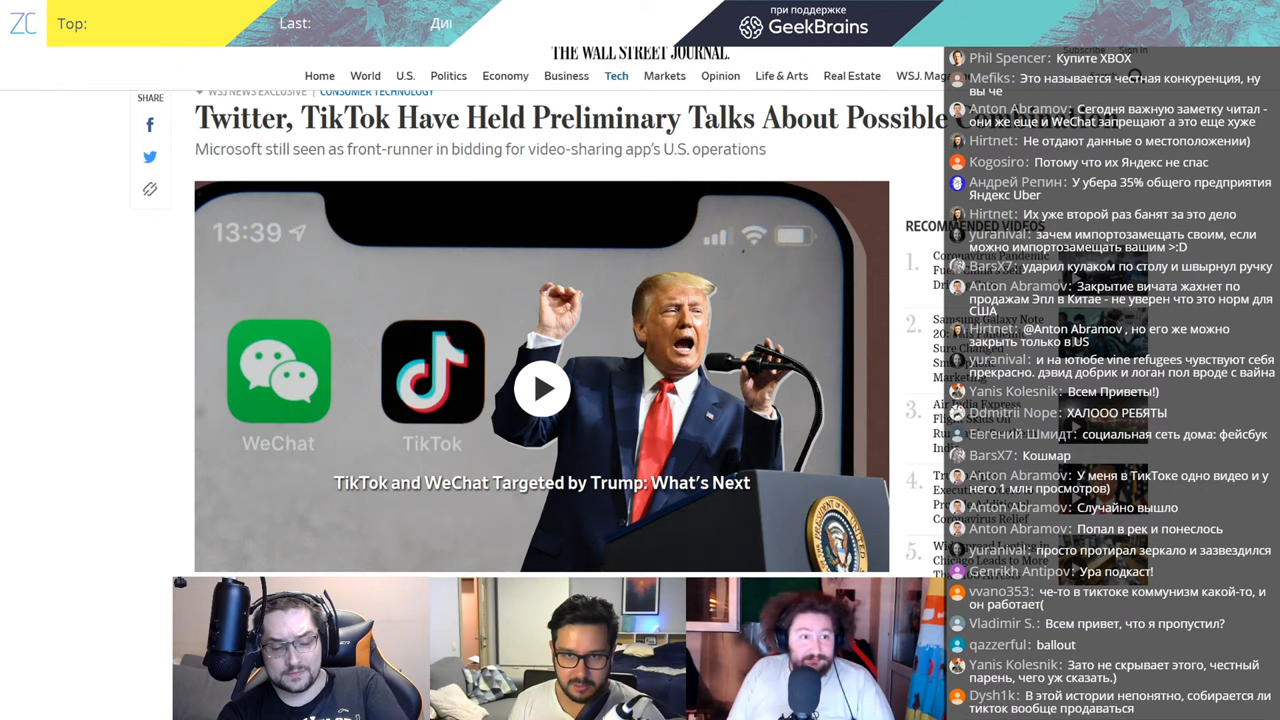 ZC
Top:
Last:
при поддержке
GeekBrains
THE WALL STREET JOURNAL.
Home World U.S. Politics Economy Business Tech Markets Opinion Life & Arts Real Estate WSJ.
SHARE
WSJ NEWS EXCLUSIVE | CONSUMER TECHNOLOGY
Twitter, TikTok Have Held Preliminary Talks About Possible
Microsoft still seen as front-runner in bidding for video-sharing app's U.S. operations
13:39
WeChat
TikTok
TikTok and WeChat Targeted by Trump: What's Next
RECOMMENDED VIDEOS
1.
2.
3.
4.
5.
Phil Spencer: Купите XBOX
Mefiks: Это называется честная конкуренция, ну
вы че
Anton Abramov: Сегодня важную заметку читал -
они же еще и WeChat запрещают а это еще хуже
Hirtnet: Не отдают данные о местоположении)
Kogosiro: Потому что их Яндекс не спас
Андрей Репин: У убера 35% общего предприятия
Яндекс Uber
Hirtnet: Их уже второй раз банят за это дело
yuranival: зачем импортозамещать своим, если
можно импортозамещать вашим >:D
BarsX7: ударил кулаком по столу и швырнул ручку
Anton Abramov: Закрытие вичата жахнет по
продажам Эпл в Китае - не уверен что это норм для
США
Hirtnet: @Anton Abramov , но его же можно
закрыть только в US
yuranival: и на ютюбе vine refugees чувствуют себя
прекрасно. дэвид добрик и логан пол вроде с вайна
Yanis Kolesnik: Всем Приветы!)
Domitrii Nope: ХАЛООО РЕБЯТЫ
Евгений Шмидт: социальная сеть дома: фейсбук
BarsX7: Кошмар
Anton Abramov: У меня в ТикТоке одно видео и у
него 1 млн просмотров)
Anton Abramov: Случайно вышло
Anton Abramov: Попал в рек и понеслось
yuranival: просто протирал зеркало и зазвездился
Genrikh Antipov: Ура подкаст!
vvano353: че-то в тиктоке коммунизм какой-то, и
он работает(
Vladimir S.: Всем привет, что я пропустил?
qazzerful: ballout
Yanis Kolesnik: Зато не скрывает этого, честный
парень, чего уж сказать.)
Dysh1k: В этой истории непонятно, собирается ли
тикток вообще продаваться